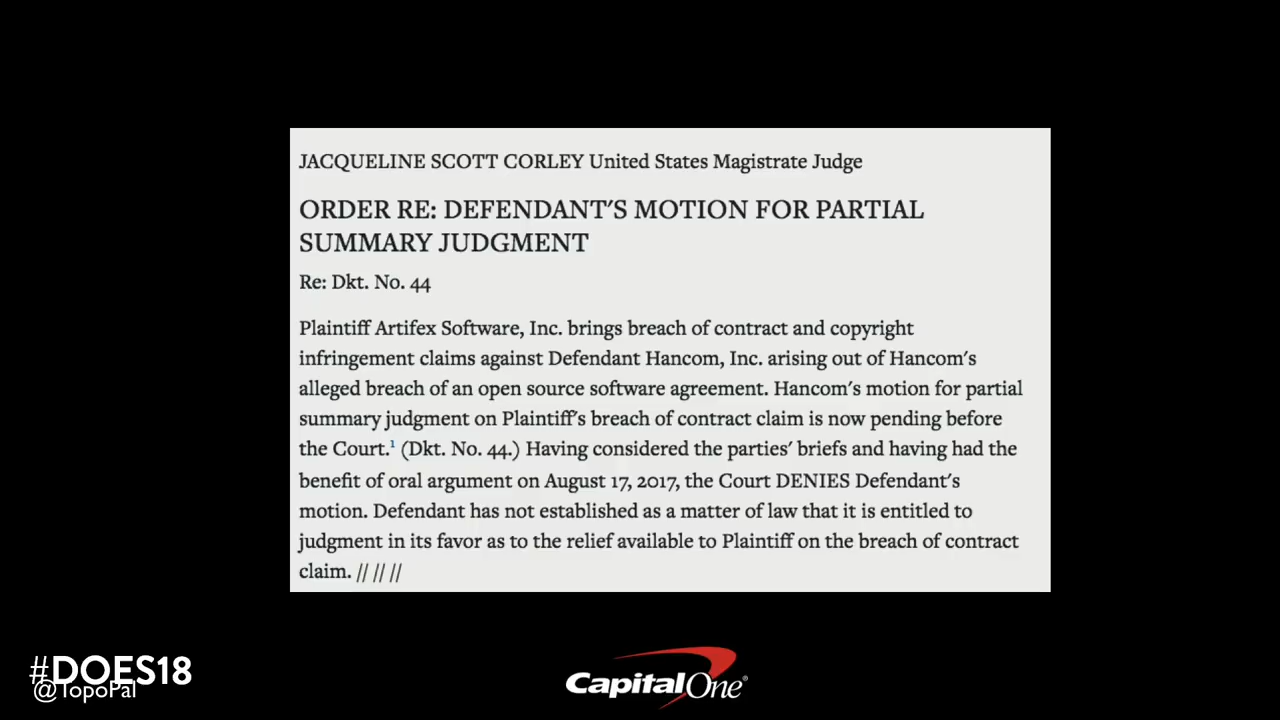 JACQUELINE SCOTT CORLEY United States Magistrate Judge
ORDER RE: DEFENDANT'S MOTION FOR PARTIAL
SUMMARY JUDGMENT
Re: Dkt. No. 44
Plaintiff Artifex Software, Inc. brings breach of contract and copyright
infringement claims against Defendant Hancom, Inc. arising out of Hancom's
alleged breach of an open source software agreement. Hancom's motion for partial
summary judgment on Plaintiff's breach of contract claim is now pending before
the Court.¹ (Dkt. No. 44.) Having considered the parties' briefs and having had the
benefit of oral argument on August 17, 2017, the Court DENIES Defendant's
motion. Defendant has not established as a matter of law that it is entitled to
judgment in its favor as to the relief available to Plaintiff on the breach of contract
claim. // // //
#DOES18
@TopoPal
Capital One®